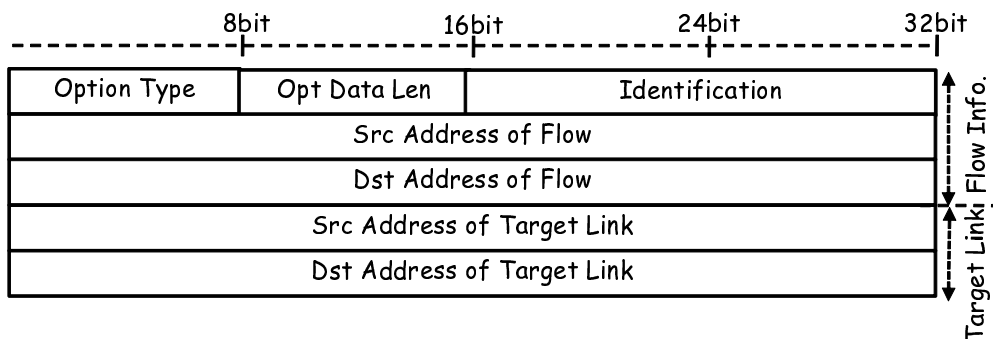 8bit 16bit 24bit 32bit
Option Type Opt Data Len Identification
Src Address of Flow
Dst Address of Flow
Src Address of Target Link
Dst Address of Target Link
Flow Info.
Target Link